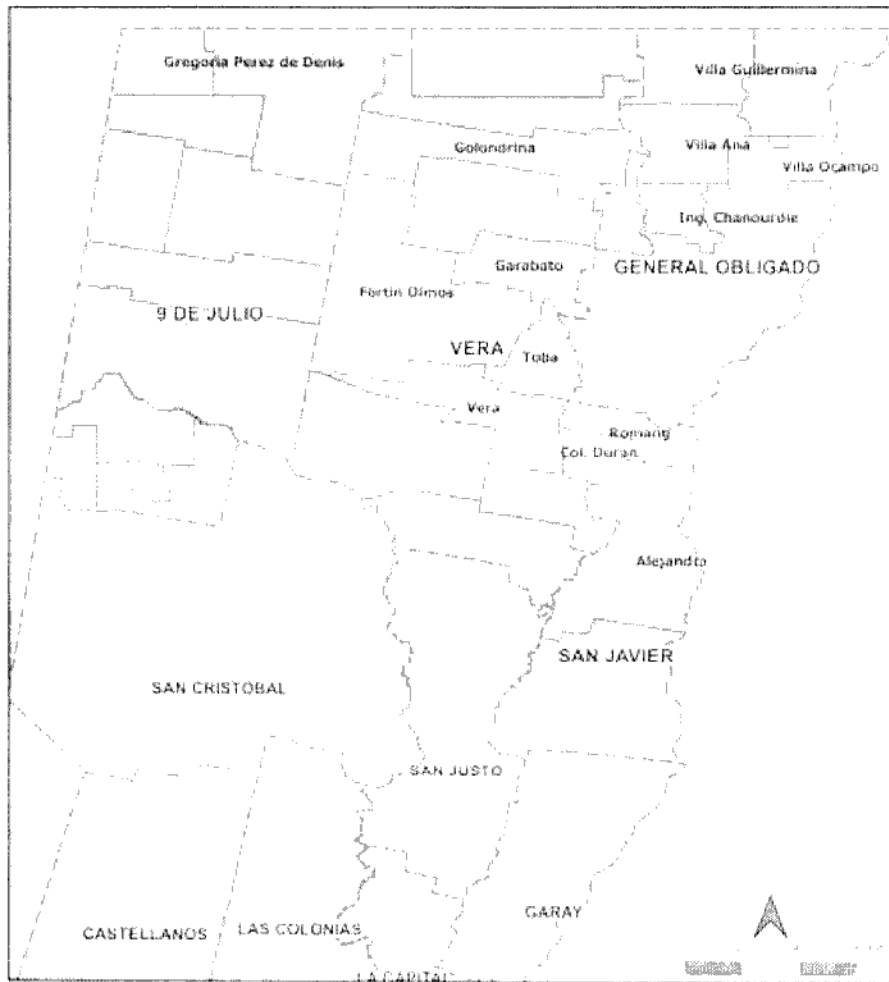 Gregoria Perez de Denis
Villa Guillermina
Golondrina
Villa Ana
Villa Ocampo
Ing. Chanourdie
Garabato
GENERAL OBLIGADO
Fortin Olmos
9 DE JULIO
VERA
Toba
Vera
Romang
Col. Duran
Alejandra
SAN JAVIER
SAN CRISTOBAL
SAN JUSTO
GARAY
CASTELLANOS
LAS COLONIAS
LA CAPITAL